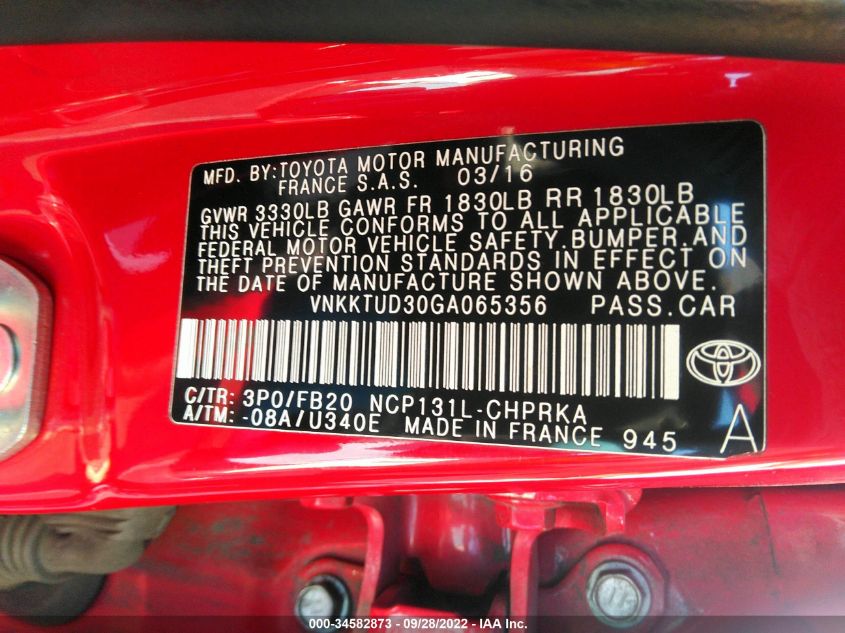 MFD. BY:TOYOTA MOTOR MANUFACTURING
FRANCE S.A.S. 03/16
GVWR 3330LB GAWR FR 1830LB RR 1830LB
THIS VEHICLE CONFORMS TO ALL APPLICABLE
FEDERAL MOTOR VEHICLE SAFETY,BUMPER,AND
THEFT PREVENTION STANDARDS IN EFFECT ON
THE DATE OF MANUFACTURE SHOWN ABOVE.
VNKKTUD30GA065356 PASS.CAR
C/TR: 3P0/FB20 NCP131L-CHPRKA
A/TM: -08A/U340E MADE IN FRANCE 945 A
000-34582873 - 09/28/2022 - IAA Inc.